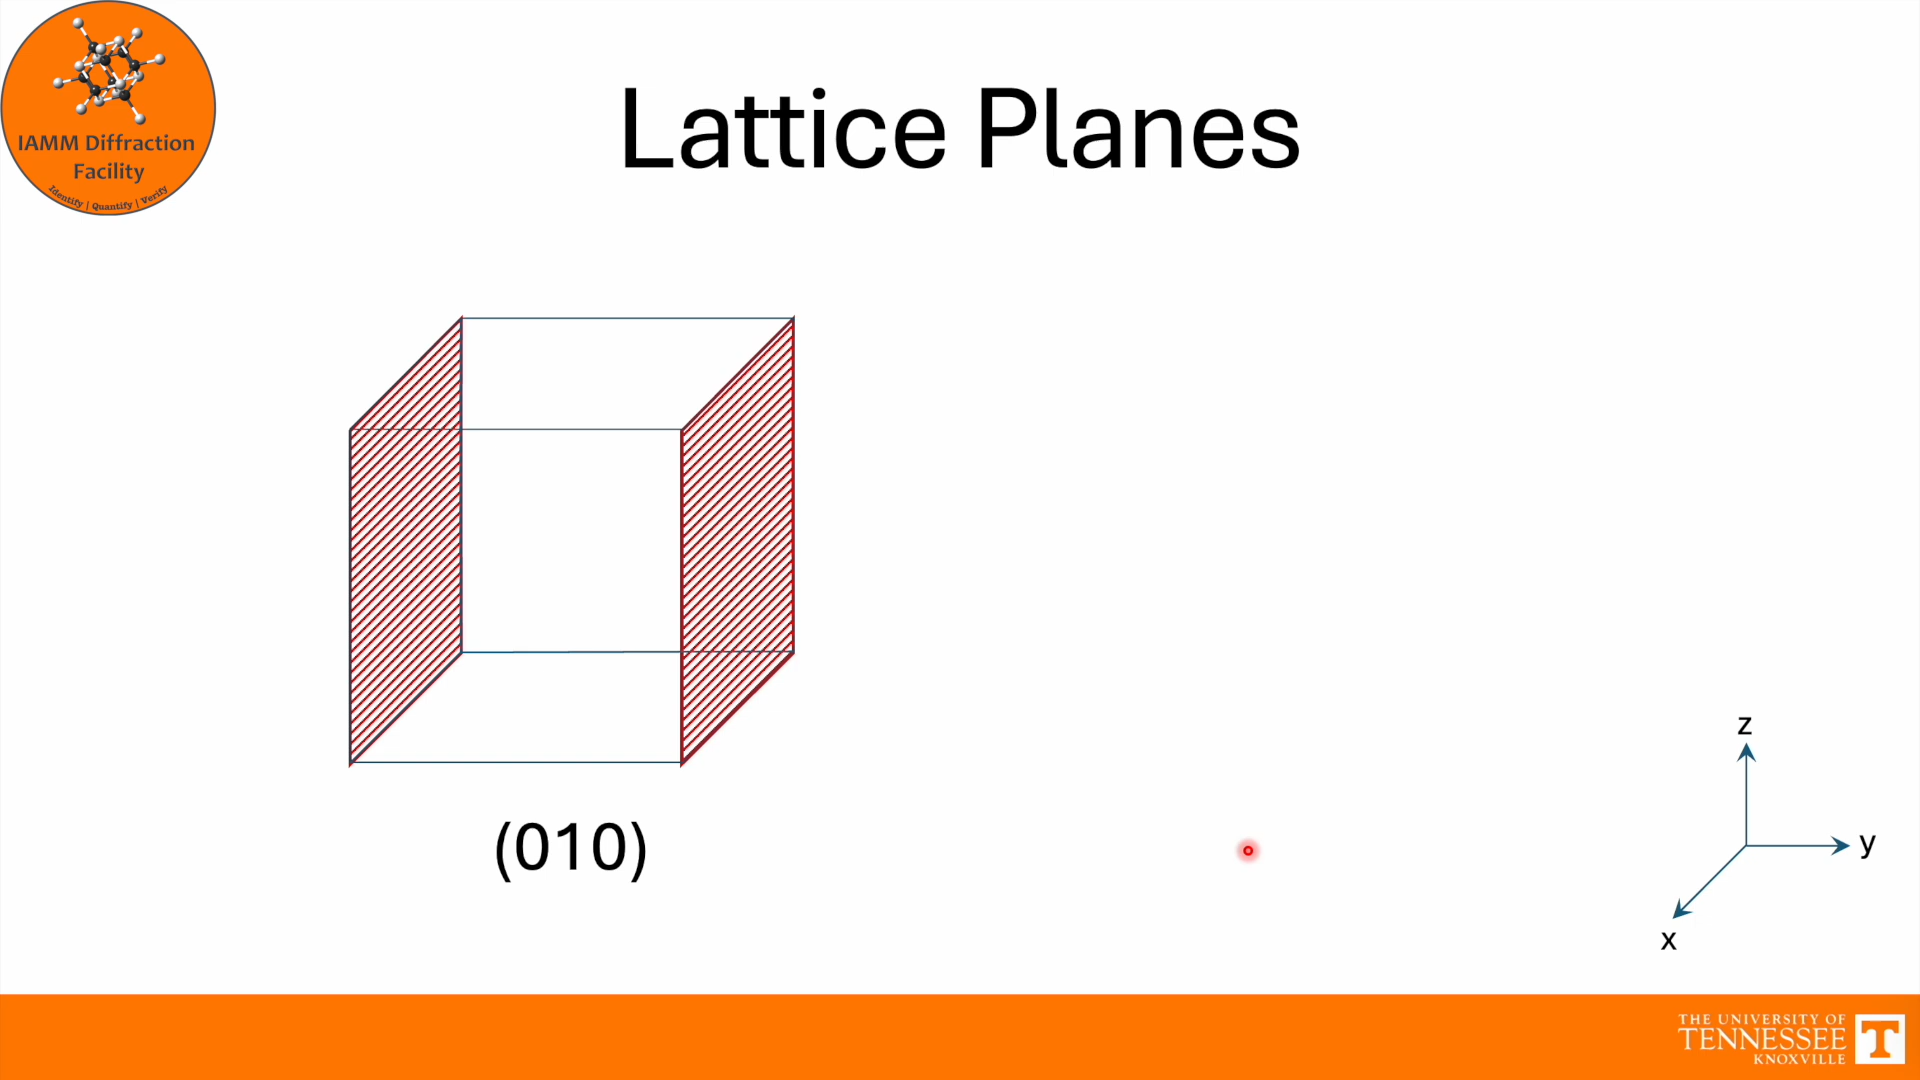 IAMM Diffraction
Facility
Identify | Quantify | Verify
Lattice Planes
(010)
z
y
x
THE UNIVERSITY OF
TENNESSEE
KNOXVILLE
T